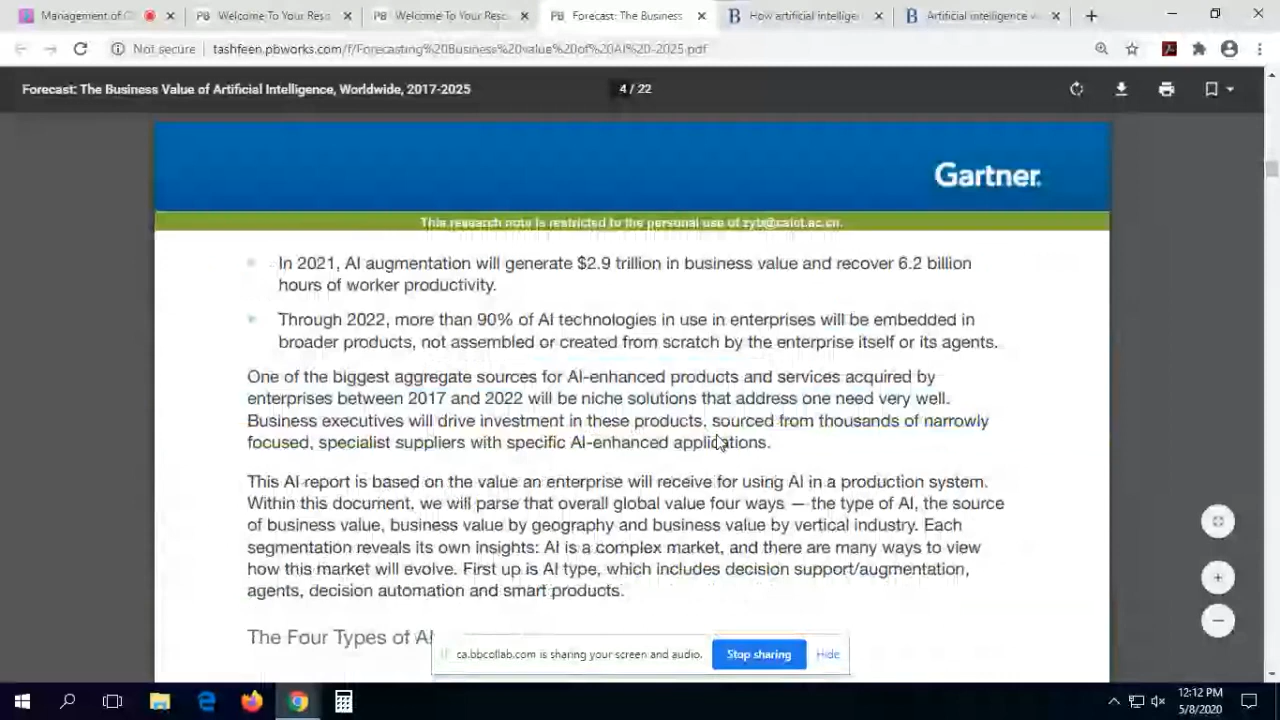 Management of C
Welcome To Your Res
Welcome To Your Reso
Forecast: The Business
How artificial intellige
Artificial intelligence v
Not secure
tashfeen.pbworks.com/f/Forecasting%20Business%20value%20of%20AI%20-2025.pdf
Forecast: The Business Value of Artificial Intelligence, Worldwide, 2017-2025
4 / 22
Gartner.
This research note is restricted to the personal use of
In 2021, AI augmentation will generate $2.9 trillion in business value and recover 6.2 billion
hours of worker productivity.
Through 2022, more than 90% of AI technologies in use in enterprises will be embedded in
broader products, not assembled or created from scratch by the enterprise itself or its agents.
One of the biggest aggregate sources for AI-enhanced products and services acquired by
enterprises between 2017 and 2022 will be niche solutions that address one need very well.
Business executives will drive investment in these products, sourced from thousands of narrowly
focused, specialist suppliers with specific AI-enhanced applications.
This AI report is based on the value an enterprise will receive for using AI in a production system.
Within this document, we will parse that overall global value four ways — the type of AI, the source
of business value, business value by geography and business value by vertical industry. Each
segmentation reveals its own insights: AI is a complex market, and there are many ways to view
how this market will evolve. First up is AI type, which includes decision support/augmentation,
agents, decision automation and smart products.
The Four Types of AI
ca.bbcollab.com is sharing your screen and audio.
Stop sharing
Hide
12:12 PM
5/8/2020